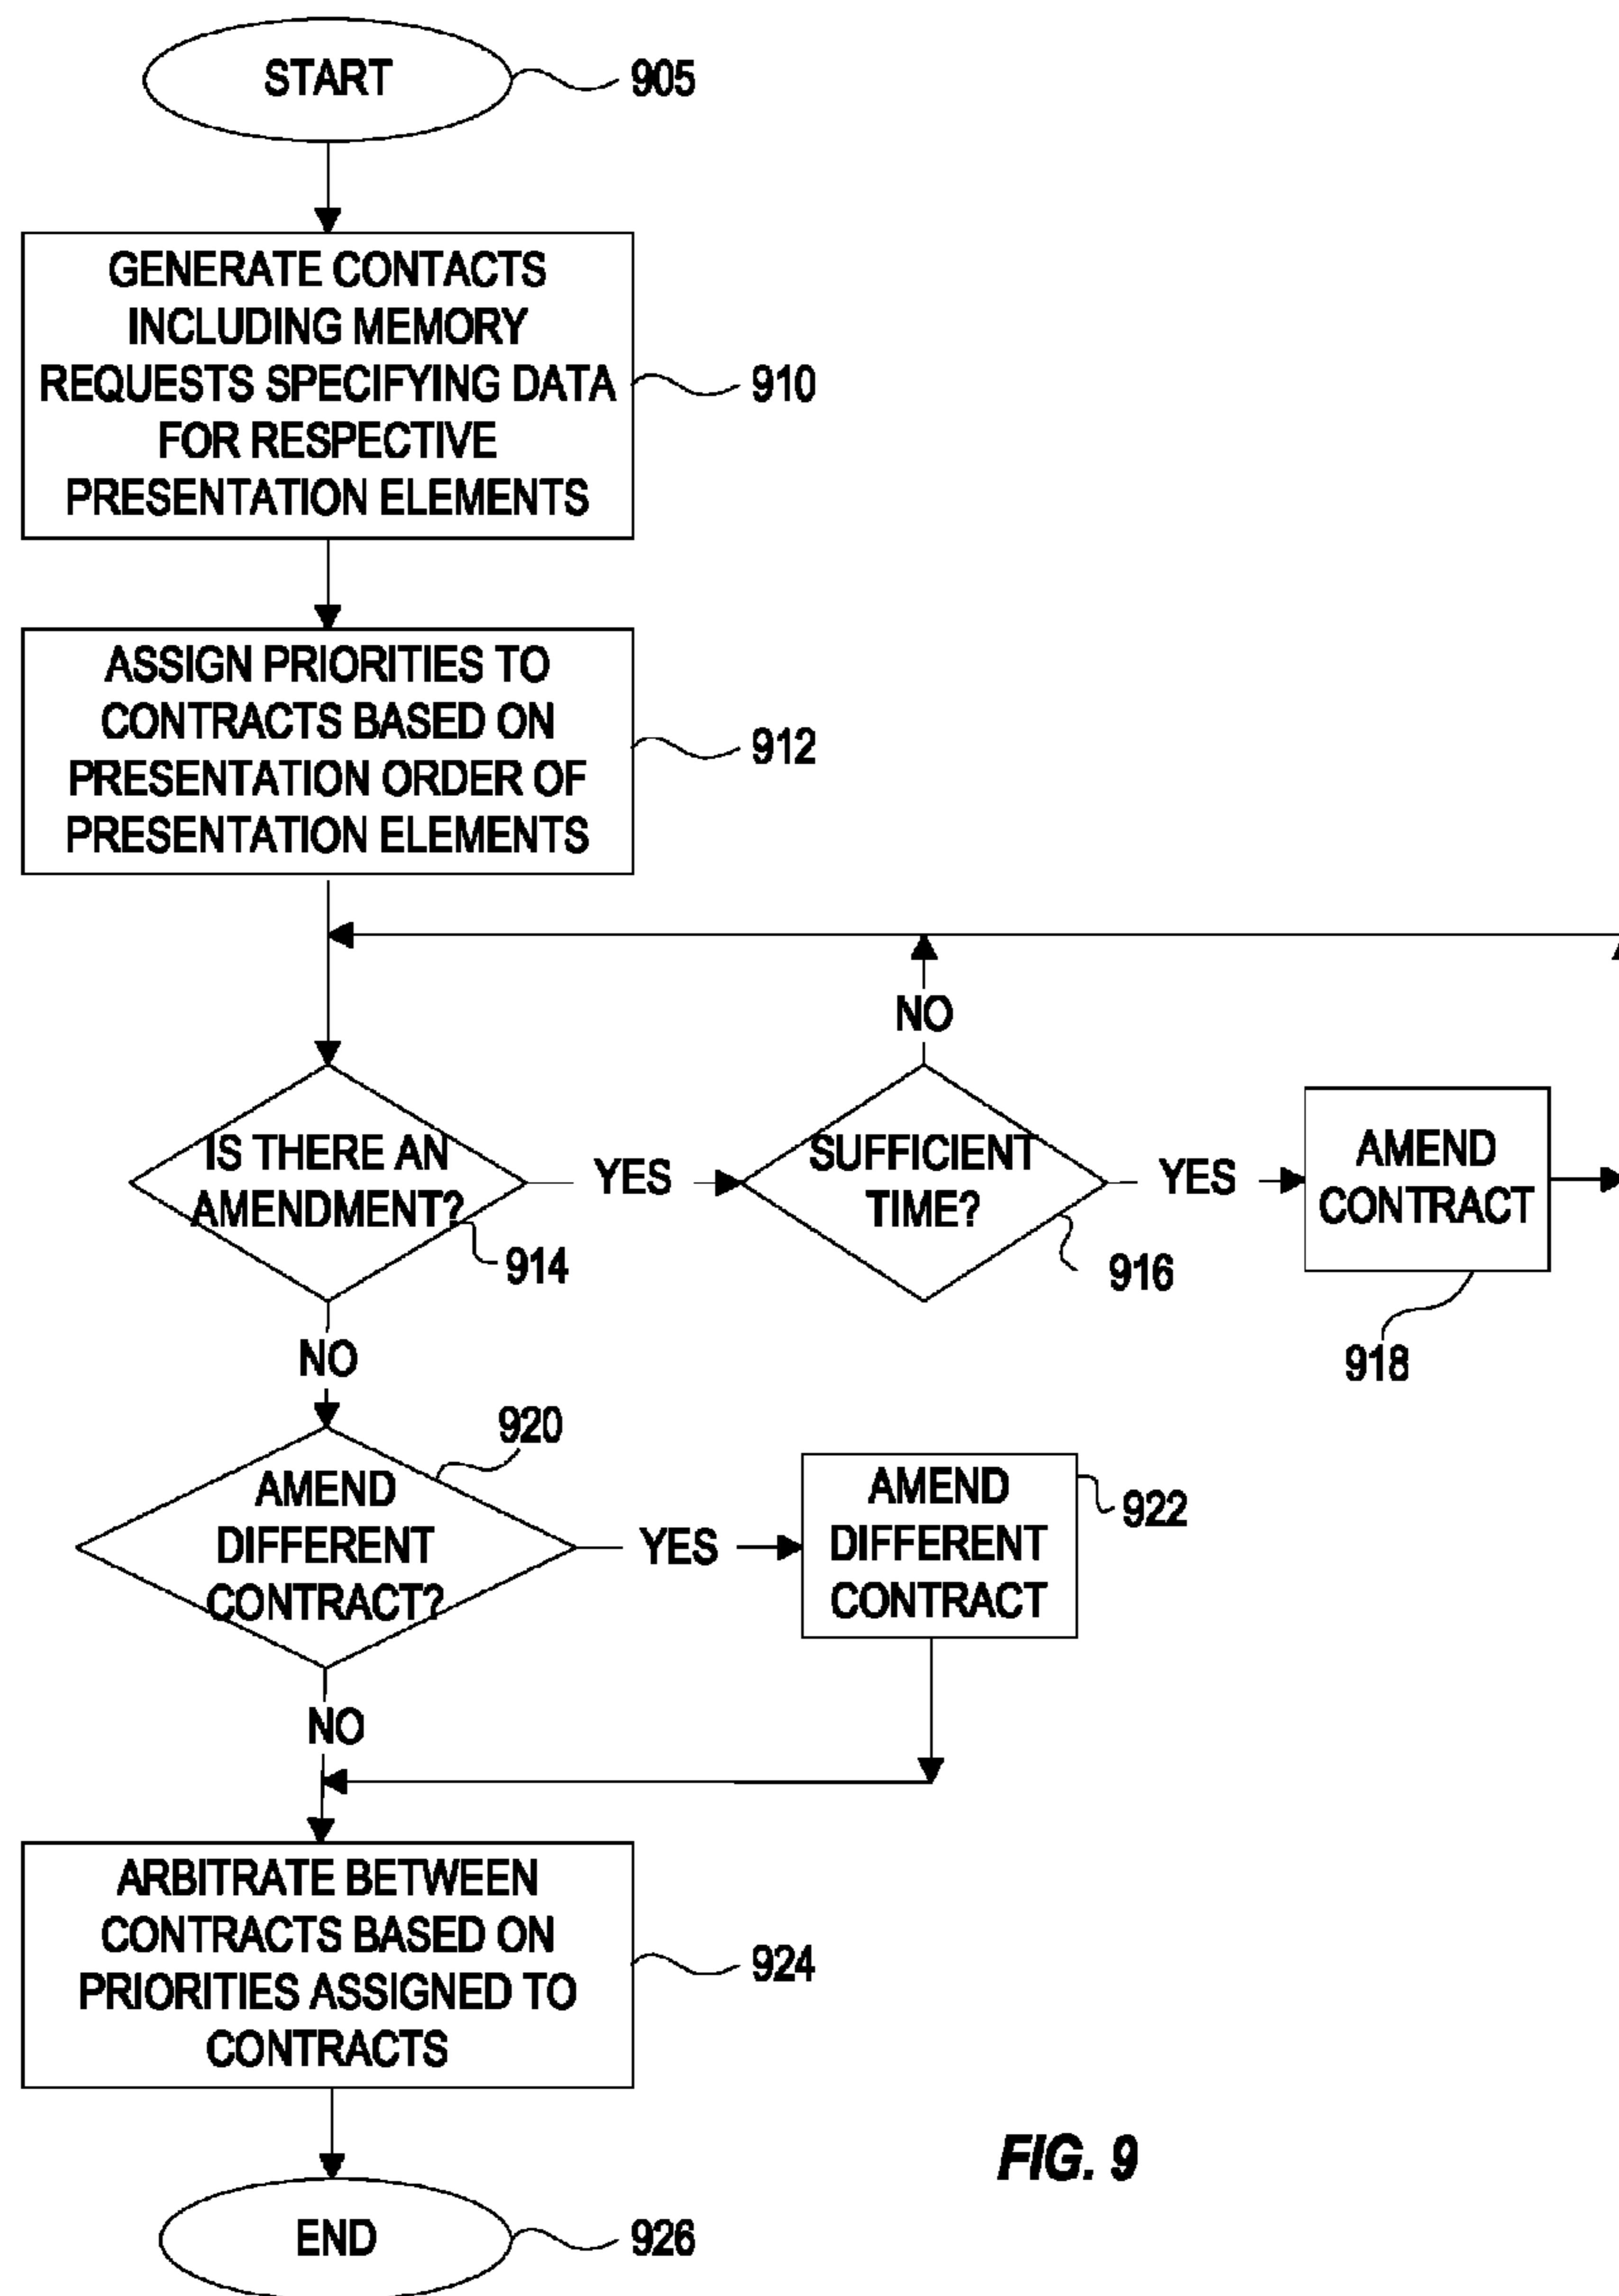 START
905
GENERATE CONTACTS
INCLUDING MEMORY
REQUESTS SPECIFYING DATA
FOR RESPECTIVE
PRESENTATION ELEMENTS
910
ASSIGN PRIORITIES TO
CONTRACTS BASED ON
PRESENTATION ORDER OF
PRESENTATION ELEMENTS
912
NO
IS THERE AN
AMENDMENT?
914
YES
SUFFICIENT
TIME?
916
YES
AMEND
CONTRACT
918
NO
920
AMEND
DIFFERENT
CONTRACT?
YES
AMEND
DIFFERENT
CONTRACT
922
NO
ARBITRATE BETWEEN
CONTRACTS BASED ON
PRIORITIES ASSIGNED TO
CONTRACTS
924
FIG. 9
END
926